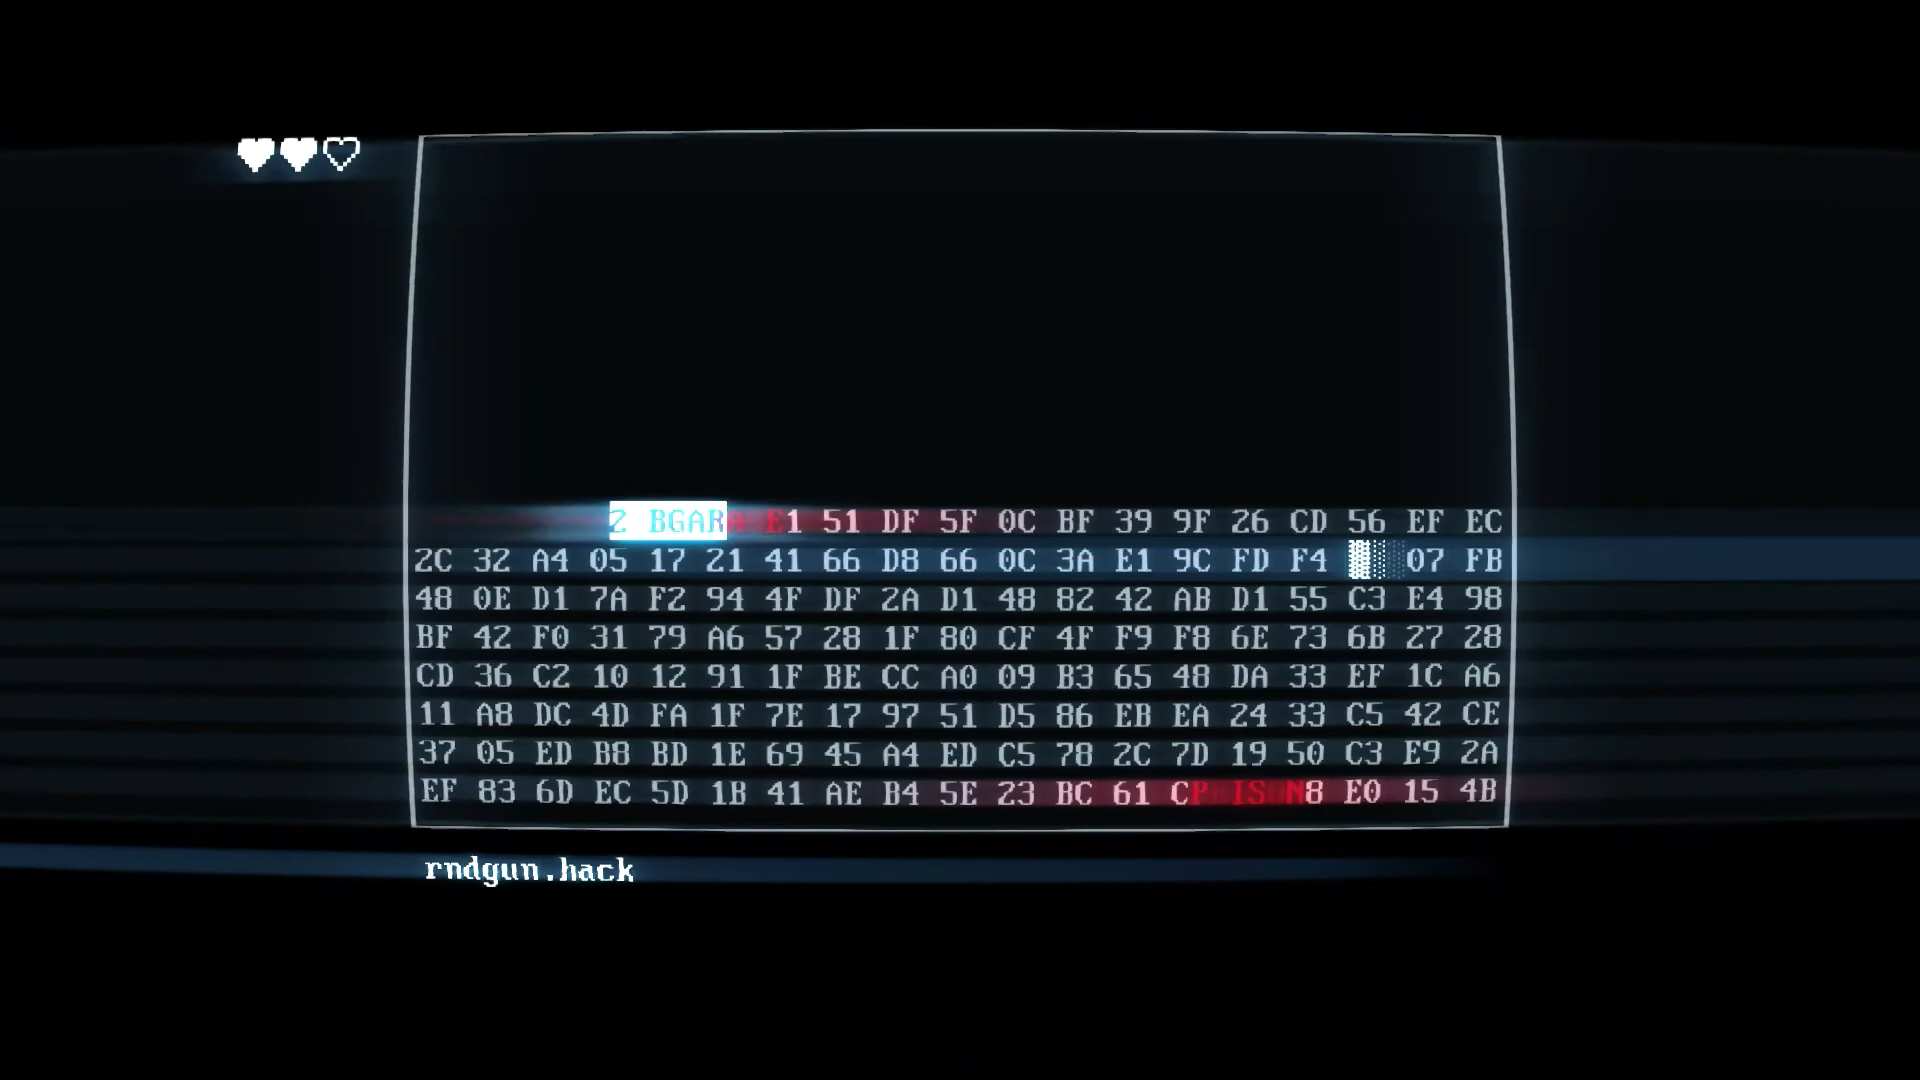 2 BGARAGE1 51 DF 5F 0C BF 39 9F 26 CD 56 EF EC
2C 32 A4 05 17 21 41 66 D8 66 0C 3A E1 9C FD F4 07 FB
48 0E D1 7A F2 94 4F DF 2A D1 48 82 42 AB D1 55 C3 E4 98
BF 42 F0 31 79 A6 57 28 1F 80 CF 4F F9 F8 6E 73 6B 27 28
CD 36 C2 10 12 91 1F BE CC A0 09 B3 65 48 DA 33 EF 1C A6
11 A8 DC 4D FA 1F 7E 17 97 51 D5 86 EB EA 24 33 C5 42 CE
37 05 ED B8 BD 1E 69 45 A4 ED C5 78 2C 7D 19 50 C3 E9 2A
EF 83 6D EC 5D 1B 41 AE B4 5E 23 BC 61 CPRISON8 E0 15 4B
rndgun.hack